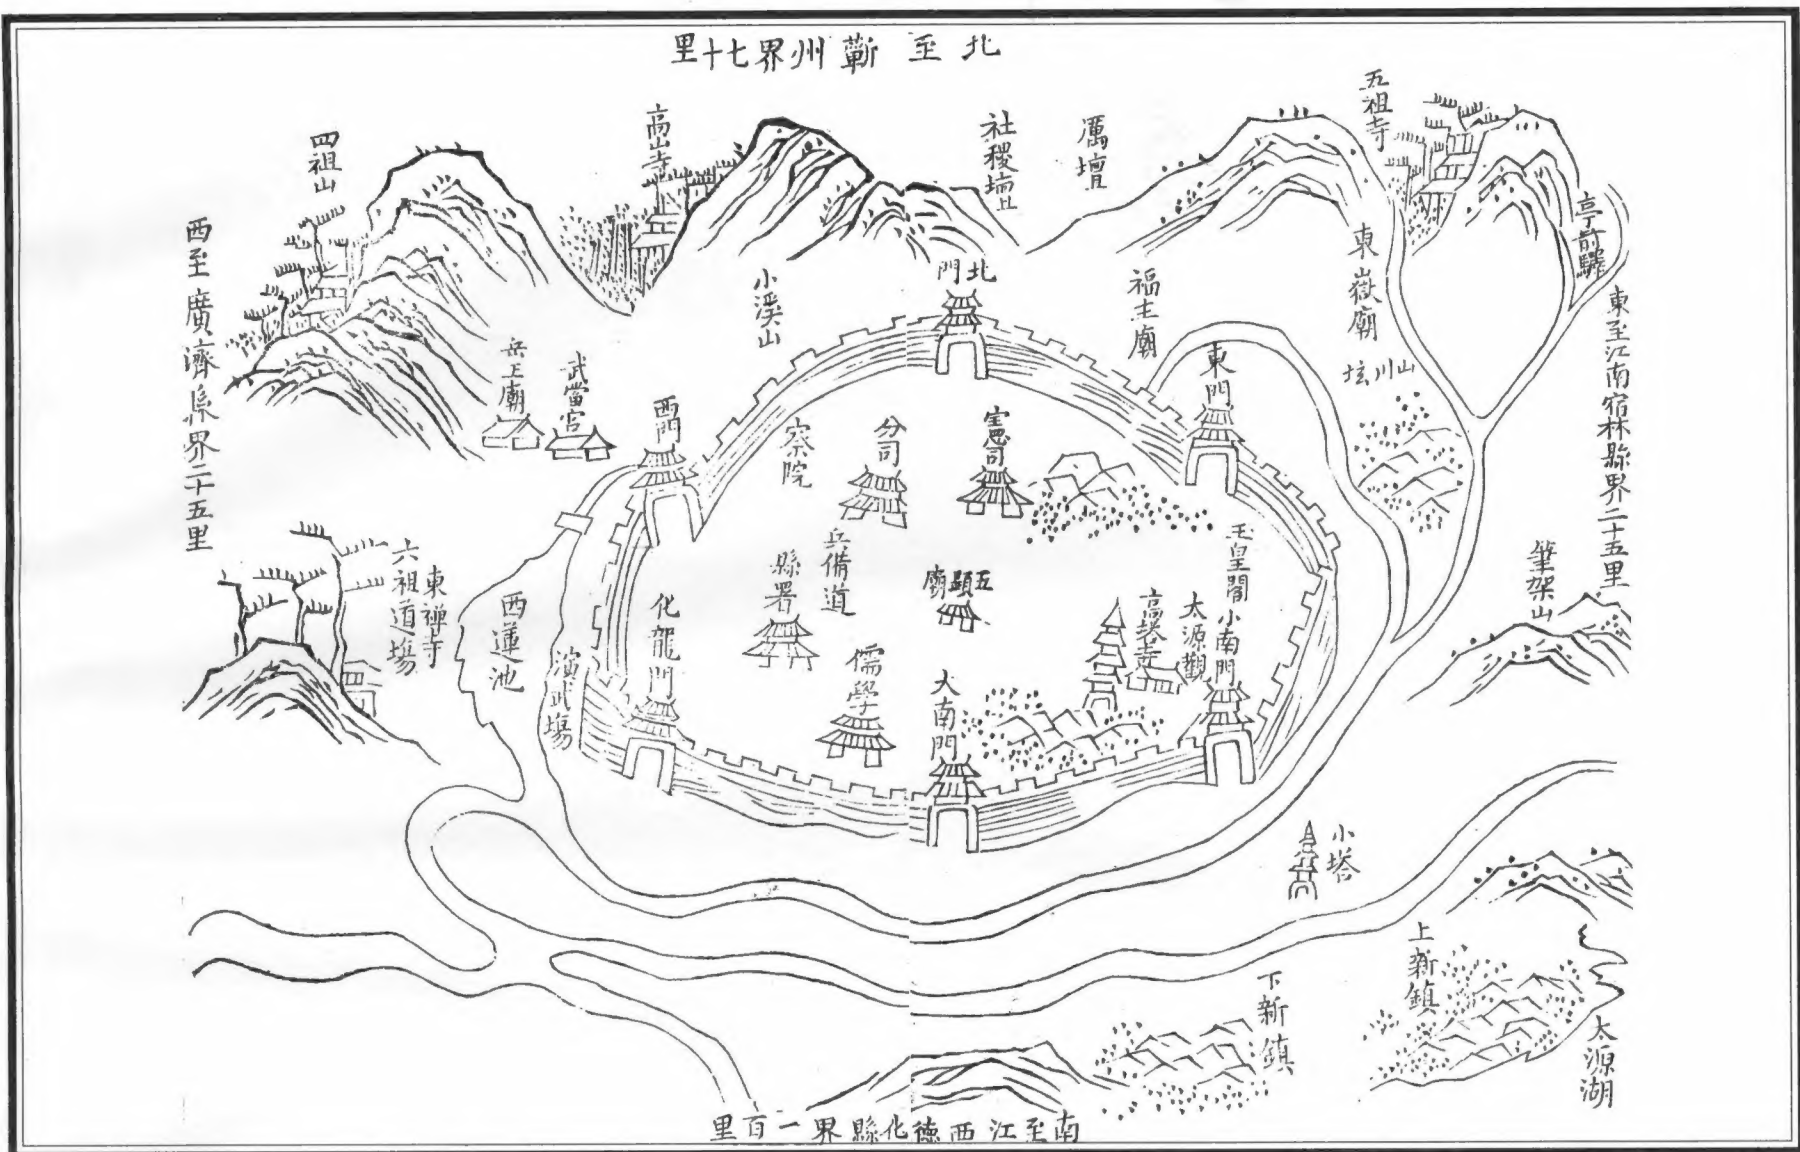 北至蘄州界七十里
五祖寺
厲壇
社稷壇
高山寺
四祖山
亭前驛
東嶽廟
山川坛
福主廟
北門
小溪山
東至江南宿林縣界二十五里
西至廣濟縣界二十五里
東門
武當宮
岳王廟
西門
憲司
分司
察院
筆架山
玉皇閣
五顯廟
兵備道
縣署
小南門
太源觀
高塔寺
化龍門
西蓮池
東禅寺
六祖道塲
演武塲
儒學
大南門
小塔
上新鎮
下新鎮
太源湖
南至江西德化縣界一百里